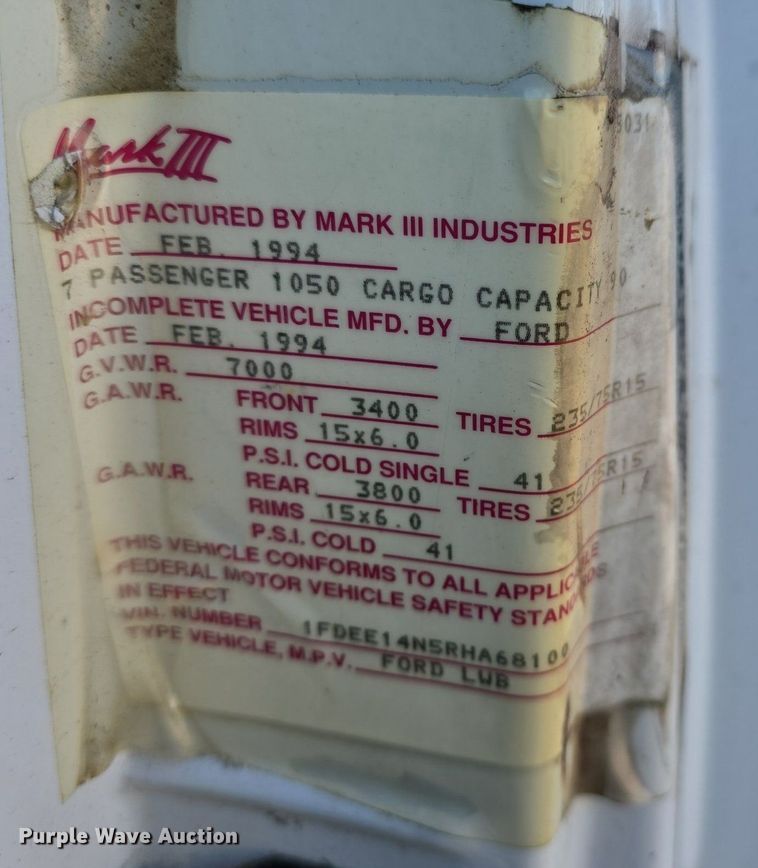 Mark III
MANUFACTURED BY MARK III INDUSTRIES
DATE FEB. 1994
7 PASSENGER 1050 CARGO CAPACITY 90
INCOMPLETE VEHICLE MFD. BY FORD
DATE FEB. 1994
G.V.W.R. 7000
G.A.W.R. FRONT 3400 TIRES 235/75R15
RIMS 15x6.0
P.S.I. COLD SINGLE 41
G.A.W.R. REAR 3800 TIRES 235/75R15
RIMS 15x6.0
P.S.I. COLD 41
THIS VEHICLE CONFORMS TO ALL APPLICABLE
FEDERAL MOTOR VEHICLE SAFETY STANDARDS
IN EFFECT
VIN. NUMBER 1FDEE14N5RHA68100
TYPE VEHICLE, M.P.V. FORD LWB
Purple Wave Auction